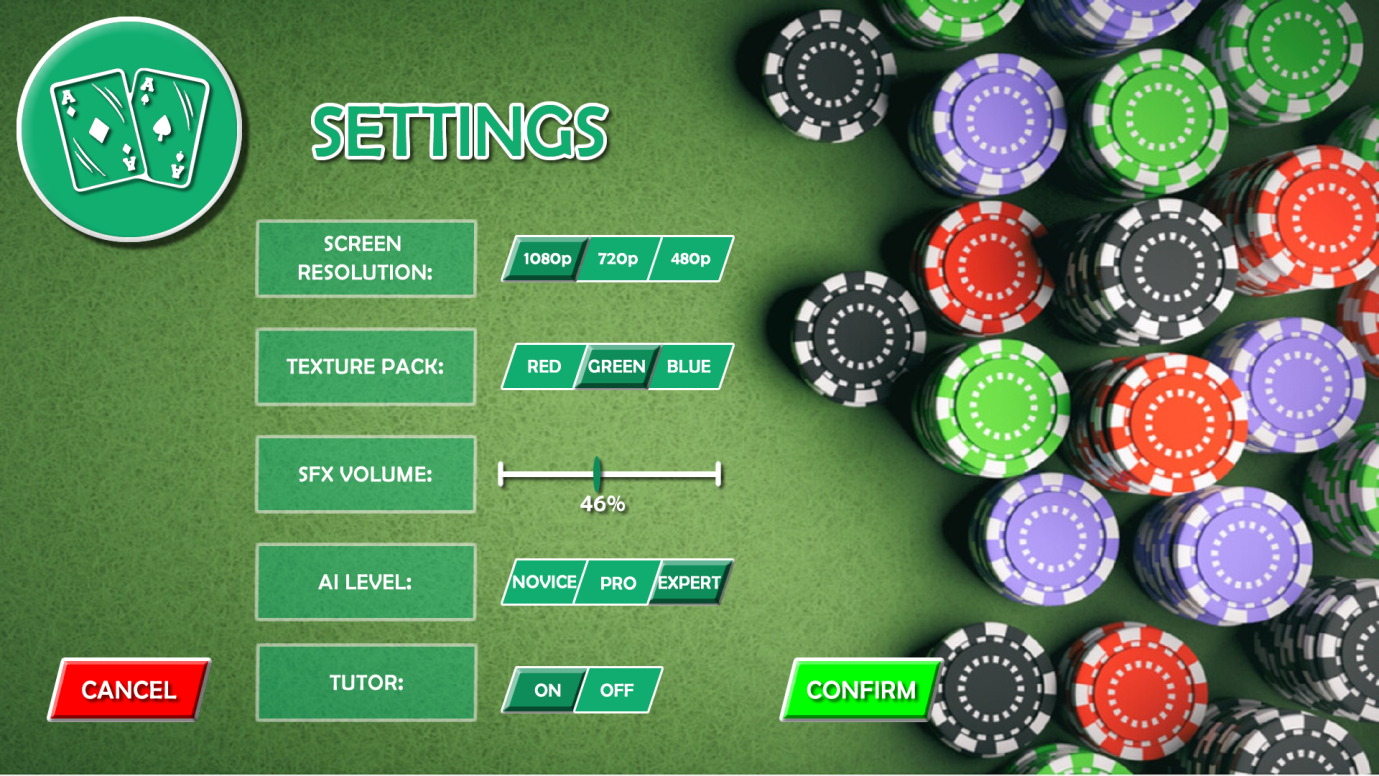 A
A
A
A
SETTINGS
SCREEN
RESOLUTION:
1080p 720p 480p
TEXTURE PACK:
RED GREEN BLUE
SFX VOLUME:
46%
AI LEVEL:
NOVICE PRO EXPERT
TUTOR:
ON OFF
CANCEL
CONFIRM